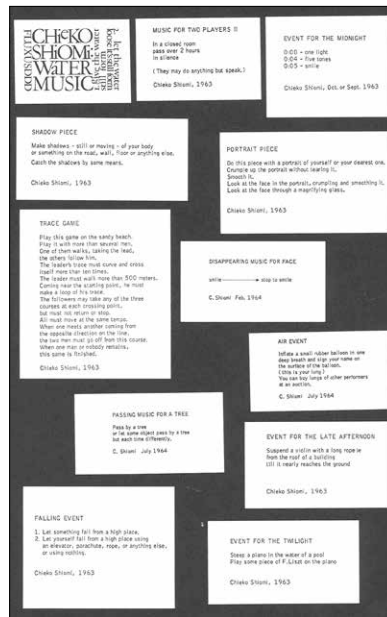 CHieKo
SHiOMi:
WaTER
MUSIC
FLUXUS
1. give the water
still form
2. let the water
loose its still form
MUSIC FOR TWO PLAYERS II
In a closed room
pass over 2 hours
in silence
(They may do anything but speak.)
Chieko Shiomi, 1963
EVENT FOR THE MIDNIGHT
0:00 - one light
0:04 - five tones
0:05 - smile
Chieko Shiomi, Oct. or Sept. 1963
SHADOW PIECE
Make shadows - still or moving - of your body
or something on the road, wall, floor or anything else.
Catch the shadows by some means.
Chieko Shiomi, 1963
PORTRAIT PIECE
Do this piece with a portrait of yourself or your dearest one.
Crumple up the portrait without tearing it.
Smooth it.
Look at the face in the portrait, crumpling and smoothing it.
Look at the face through a magnifying glass.
Chieko Shiomi, 1963
TRACE GAME
Play this game on the sandy beach.
Play it with more than several men.
One of them walks, taking the lead,
the others follow him.
The leader's trace must curve and cross
itself more than ten times.
The leader must walk more than 500 meters.
Coming near the starting point, he must
make a loop of his trace.
The followers may take any of the three
courses at each crossing point,
but must not return or stop.
All must move at the same tempo.
When one meets another coming from
the opposite direction on the line,
the two men must go off from this course.
When one man or nobody remains,
this game is finished.
Chieko Shiomi, 1963
DISAPPEARING MUSIC FOR FACE
smile → stop to smile
C. Shiomi Feb. 1964
AIR EVENT
Inflate a small rubber balloon in one
deep breath and sign your name on
the surface of the balloon.
(this is your lung)
You can buy lungs of other performers
at an auction.
C. Shiomi July 1964
PASSING MUSIC FOR A TREE
Pass by a tree
or let some object pass by a tree
but each time differently.
C. Shiomi July 1964
EVENT FOR THE LATE AFTERNOON
Suspend a violin with a long rope
from the roof of a building
till it nearly reaches the ground
Chieko Shiomi, 1963
FALLING EVENT
1. Let something fall from a high place.
2. Let yourself fall from a high place using
an elevator, parachute, rope, or anything else,
or using nothing.
Chieko Shiomi, 1963
EVENT FOR THE TWILIGHT
Steep a piano in the water of a pool
Play some piece of F.Liszt on the piano
Chieko Shiomi, 1963